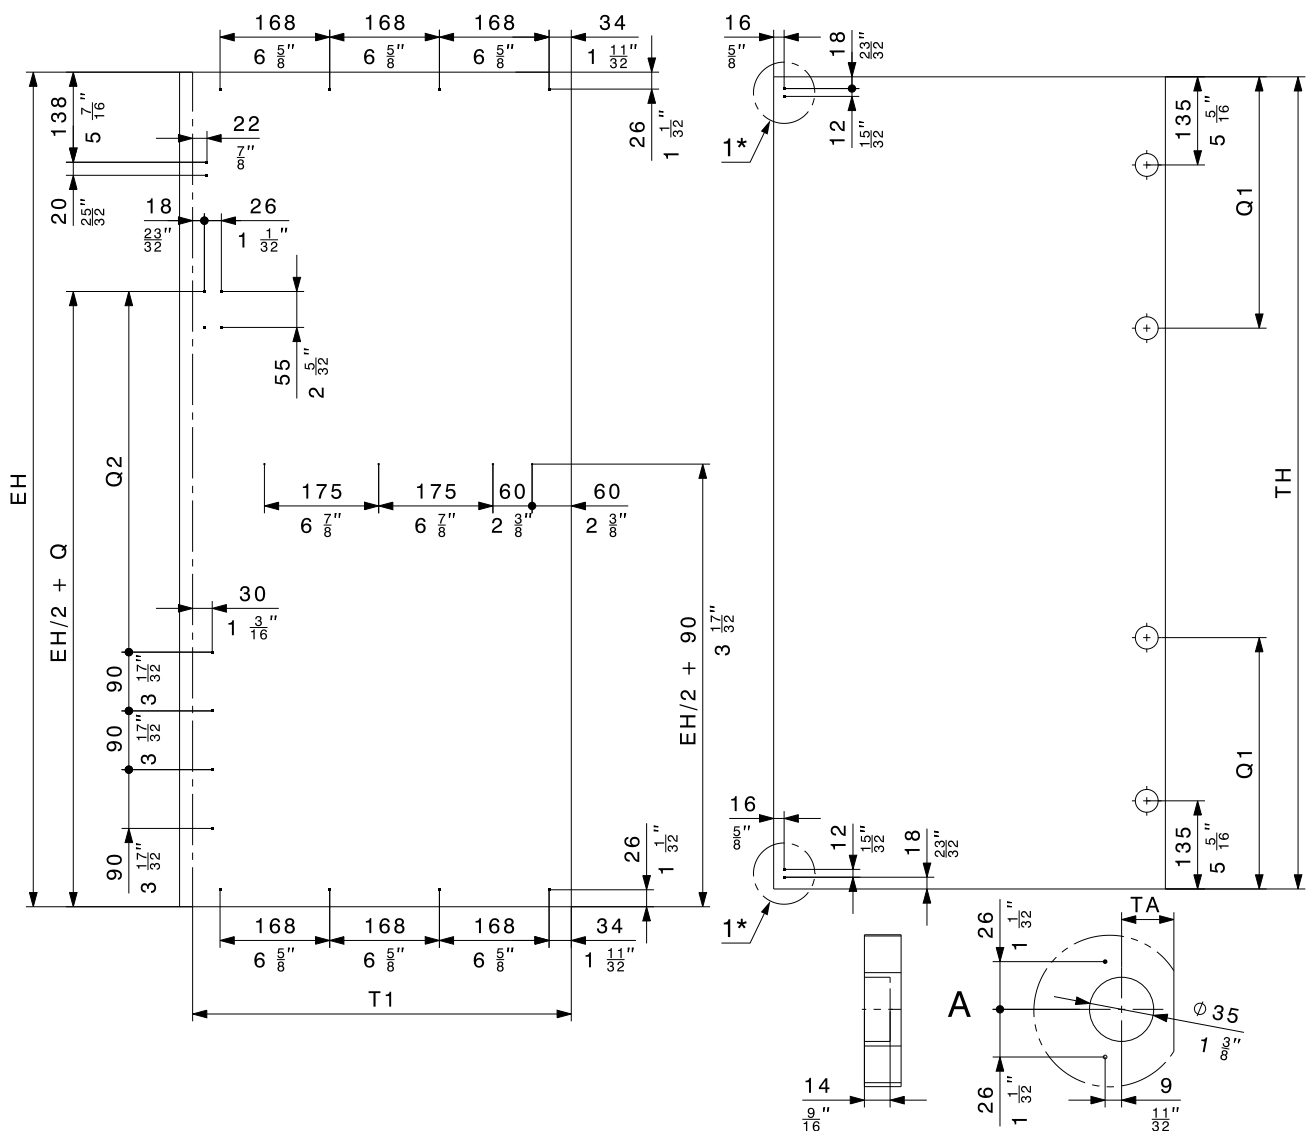 168 168 168 34
6 5/8" 6 5/8" 6 5/8" 1 11/32"
138
5 7/16"
22
7/8"
20
25/32"
18 26
23/32" 1 1/32"
26
1 1/32"
55
2 5/32"
EH
EH/2 + Q
Q2
175 175 60 60
6 7/8" 6 7/8" 2 3/8" 2 3/8"
30
1 3/16"
90
3 17/32"
90
3 17/32"
90
3 17/32"
EH/2 + 90
3 17/32"
26
1 1/32"
168 168 168 34
6 5/8" 6 5/8" 6 5/8" 1 11/32"
T1
16
5/8"
18
23/32"
12
15/32"
1*
135
5 5/16"
Q1
TH
Q1
135
5 5/16"
16
5/8"
12
15/32"
18
23/32"
1*
14
9/16"
A
TA
26
1 1/32"
26
1 1/32"
Ø 35
1 3/8"
9
11/32"